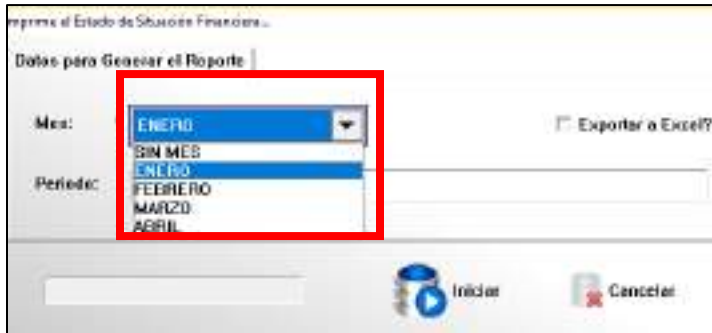 Imprime el Estado de Situación Financiera...
Datos para Generar el Reporte
Mes: ENERO Exportar a Excel?
SIN MES
ENERO
Periodo: FEBRERO
MARZO
ABRIL
Iniciar Cancelar